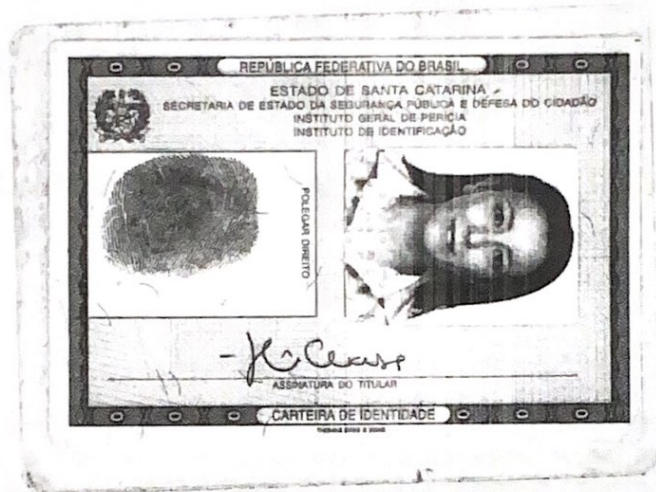 REPÚBLICA FEDERATIVA DO BRASIL
ESTADO DE SANTA CATARINA
SECRETARIA DE ESTADO DA SEGURANÇA PÚBLICA E DEFESA DO CIDADÃO
INSTITUTO GERAL DE PERÍCIA
INSTITUTO DE IDENTIFICAÇÃO
POLEGAR DIREITO
ASSINATURA DO TITULAR
CARTEIRA DE IDENTIDADE